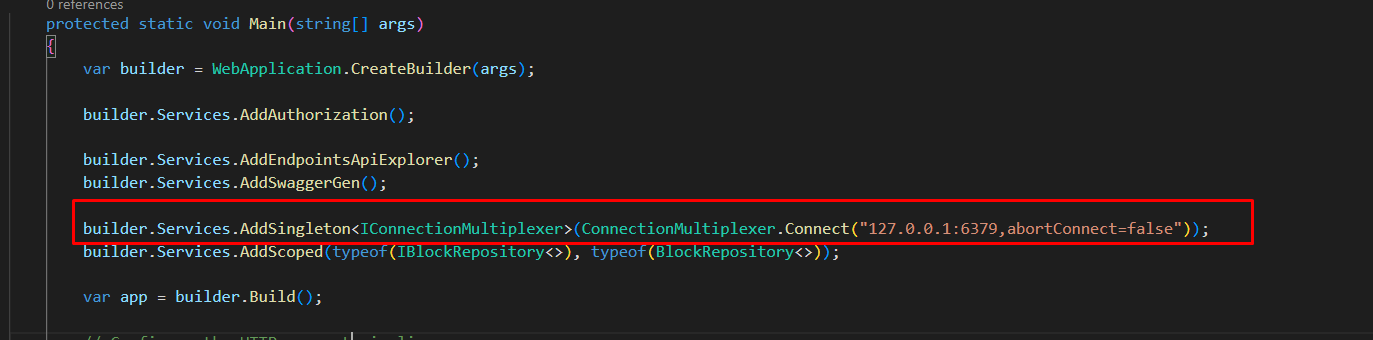 0 references
protected static void Main(string[] args)
{
var builder = WebApplication.CreateBuilder(args);
builder.Services.AddAuthorization();
builder.Services.AddEndpointsApiExplorer();
builder.Services.AddSwaggerGen();
builder.Services.AddSingleton<IConnectionMultiplexer>(ConnectionMultiplexer.Connect("127.0.0.1:6379,abortConnect=false"));
builder.Services.AddScoped(typeof(IBlockRepository<>), typeof(BlockRepository<>));
var app = builder.Build();